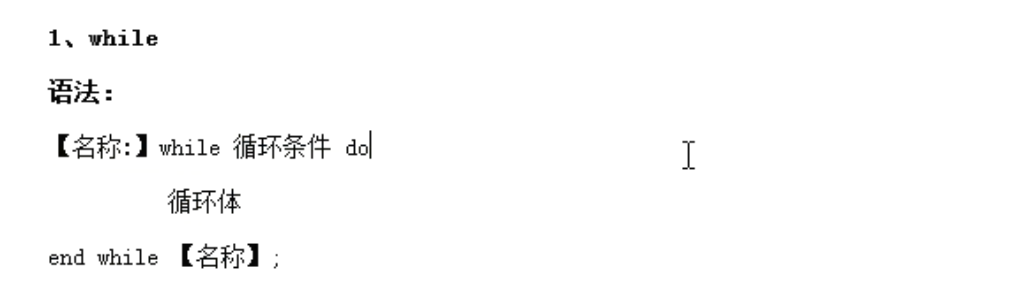 1、while
语法：
【名称:】while 循环条件 do
循环体
end while 【名称】;